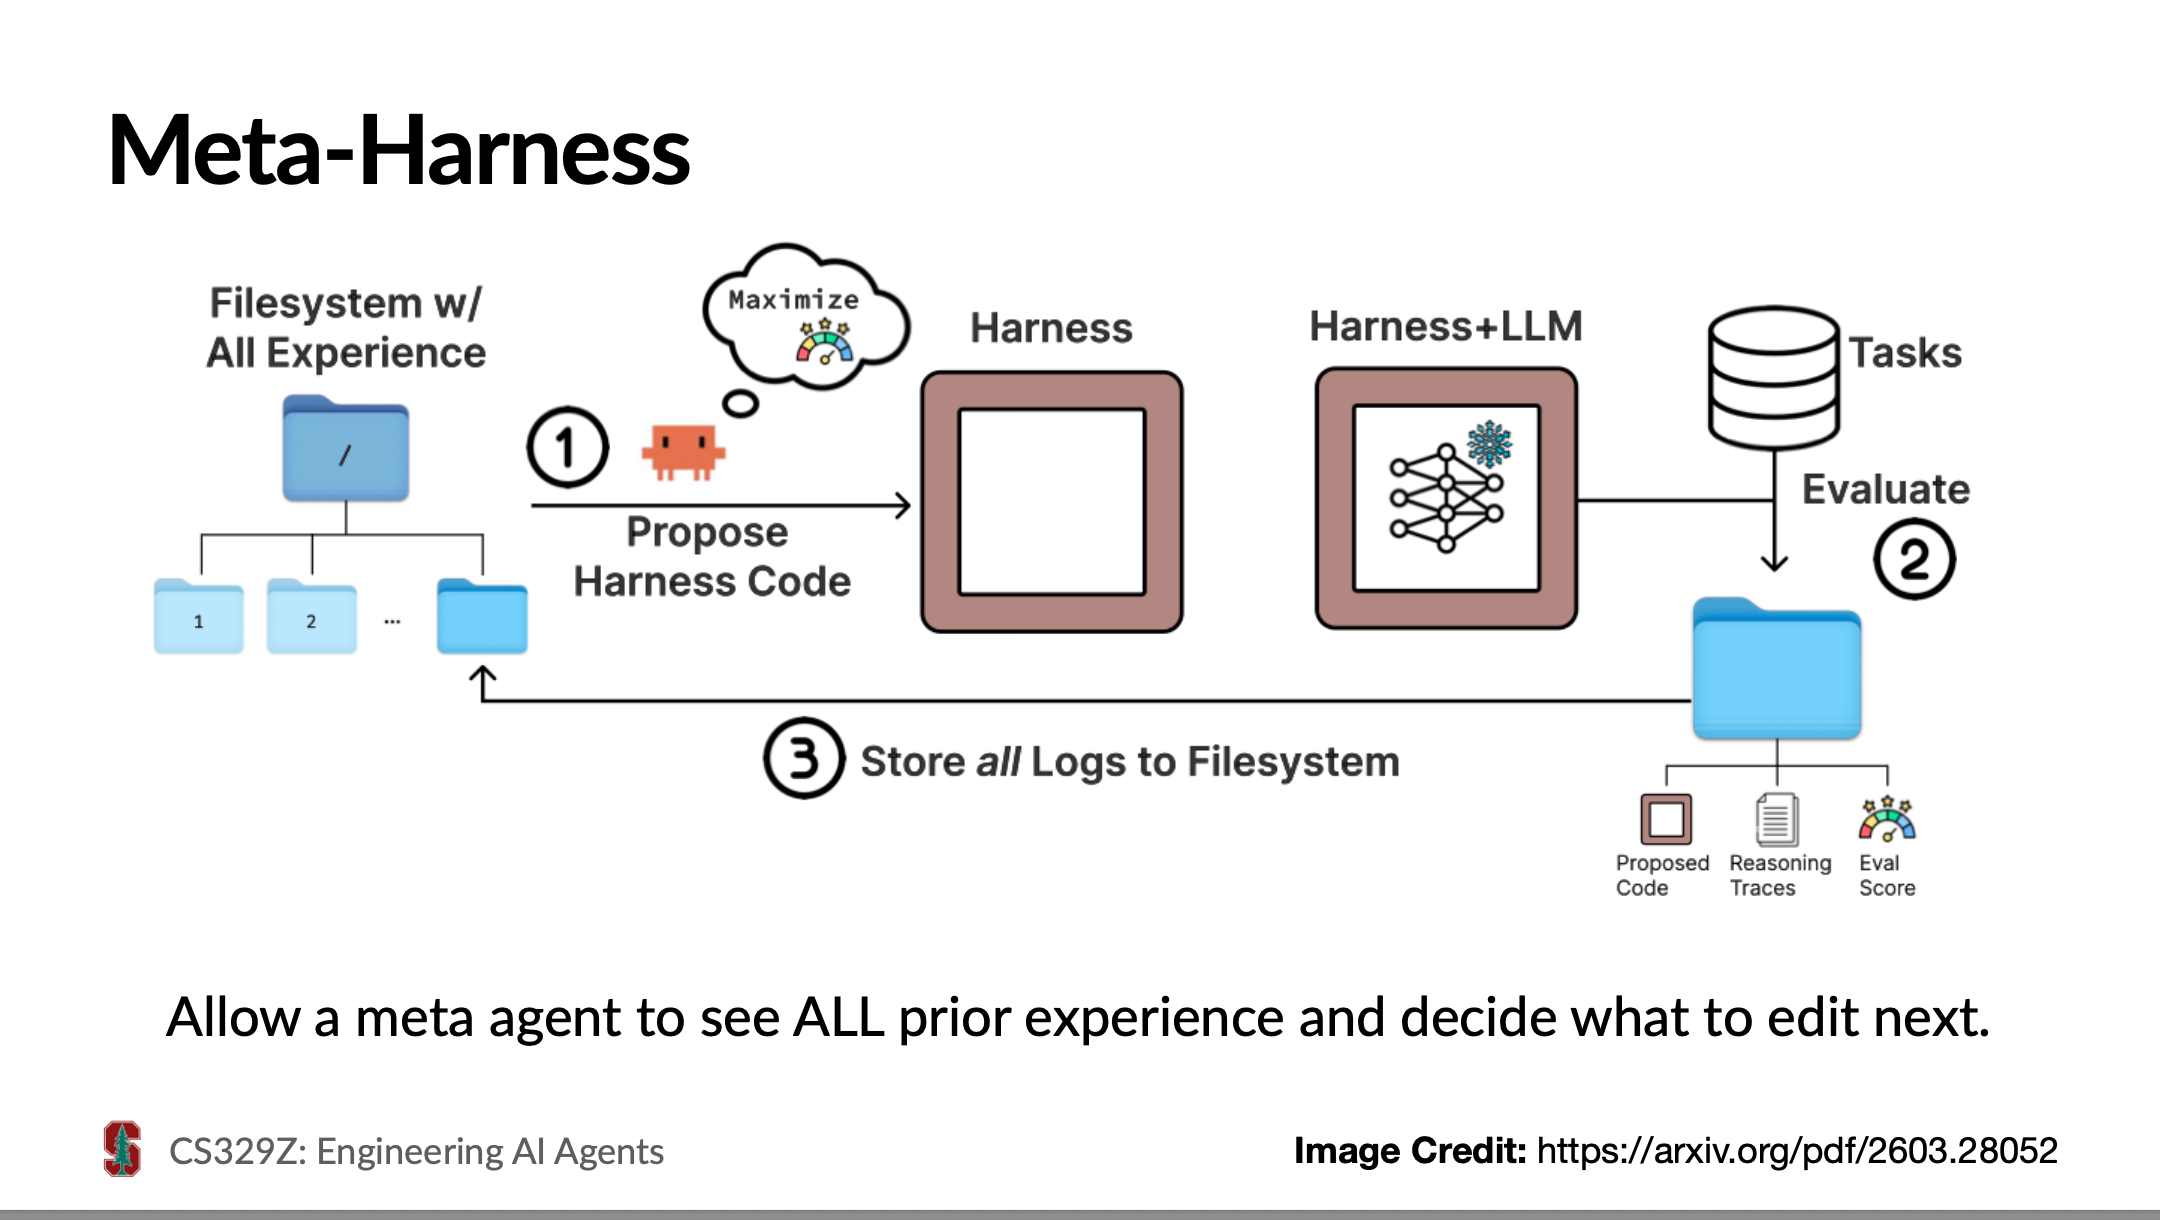 Meta-Harness
Filesystem w/
All Experience
/
1
2
...
1
Maximize
Propose
Harness Code
Harness
Harness+LLM
Tasks
Evaluate
2
3
Store all Logs to Filesystem
Proposed
Code
Reasoning
Traces
Eval
Score
Allow a meta agent to see ALL prior experience and decide what to edit next.
S
CS329Z: Engineering AI Agents
Image Credit: https://arxiv.org/pdf/2603.28052